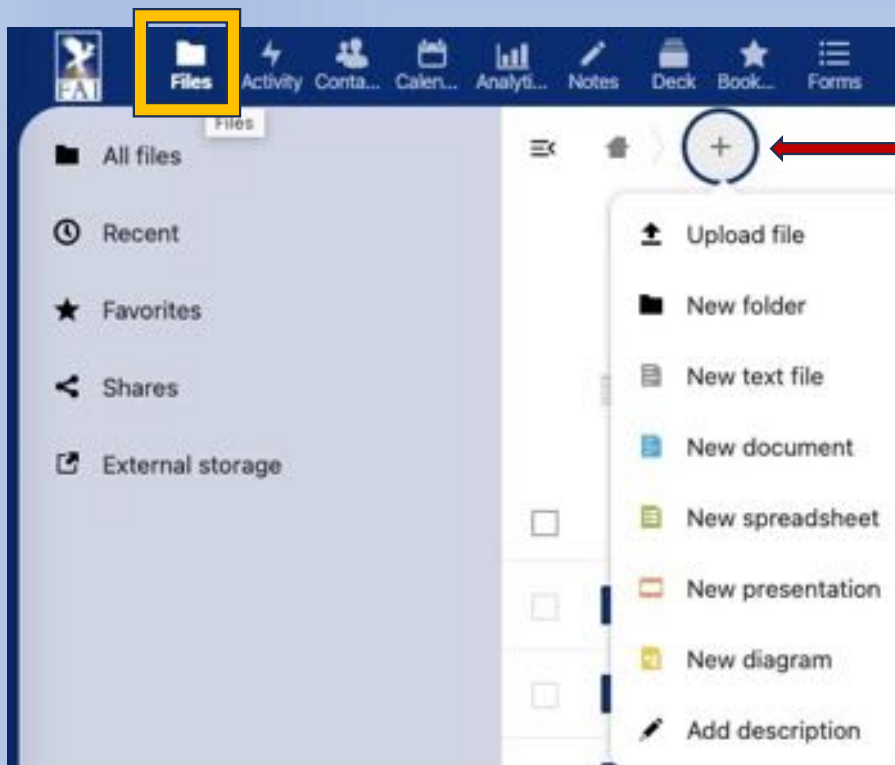 FAI
Files
Activity
Conta...
Calen...
Analyti...
Notes
Deck
Book...
Forms
Files
All files
Recent
Favorites
Shares
External storage
Upload file
New folder
New text file
New document
New spreadsheet
New presentation
New diagram
Add description